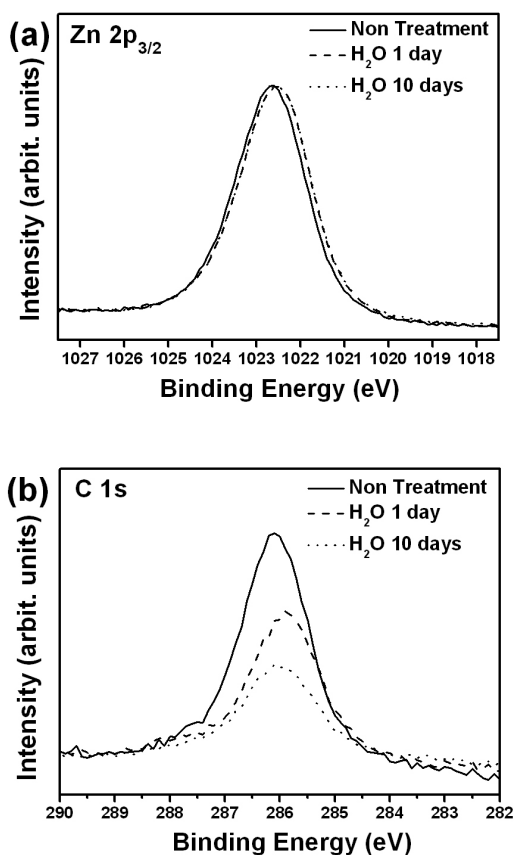 (a)
Zn 2p3/2
Non Treatment
H2O 1 day
H2O 10 days
Intensity (arbit. units)
1027 1026 1025 1024 1023 1022 1021 1020 1019 1018
Binding Energy (eV)
(b)
C 1s
Non Treatment
H2O 1 day
H2O 10 days
Intensity (arbit. units)
290 289 288 287 286 285 284 283 282
Binding Energy (eV)